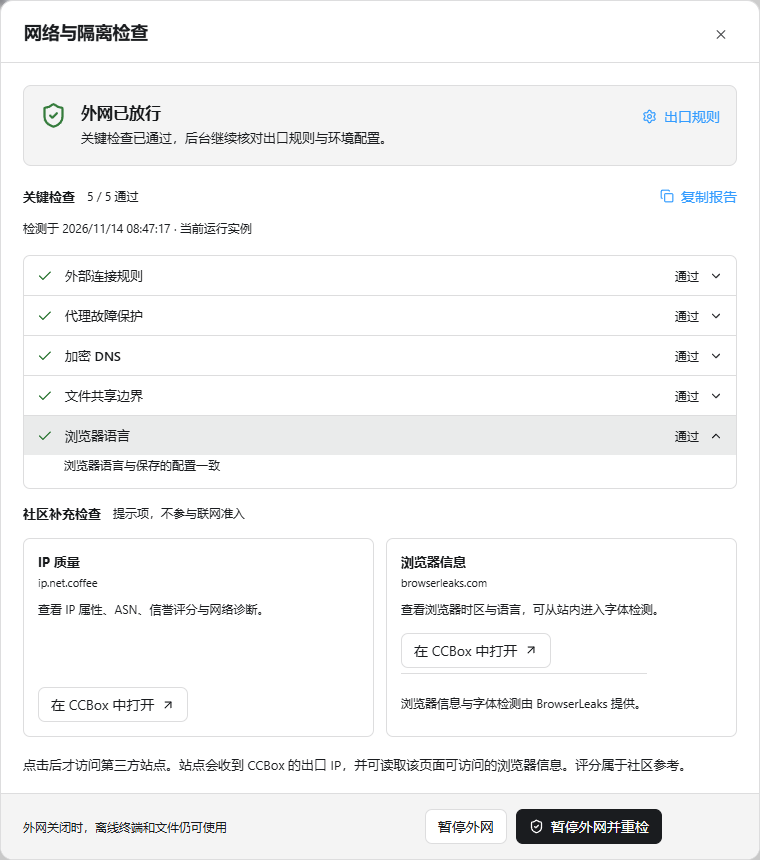 网络与隔离检查
外网已放行
关键检查已通过，后台继续核对出口规则与环境配置。
出口规则
关键检查 5 / 5 通过
复制报告
检测于 2026/11/14 08:47:17 · 当前运行实例
外部连接规则 通过
代理故障保护 通过
加密 DNS 通过
文件共享边界 通过
浏览器语言 通过
浏览器语言与保存的配置一致
社区补充检查 提示项，不参与联网准入
IP 质量
ip.net.coffee
查看 IP 属性、ASN、信誉评分与网络诊断。
在 CCBox 中打开
浏览器信息
browserleaks.com
查看浏览器时区与语言，可从站内进入字体检测。
在 CCBox 中打开
浏览器信息与字体检测由 BrowserLeaks 提供。
点击后才访问第三方站点。站点会收到 CCBox 的出口 IP，并可读取该页面可访问的浏览器信息。评分属于社区参考。
外网关闭时，离线终端和文件仍可使用
暂停外网
暂停外网并重检